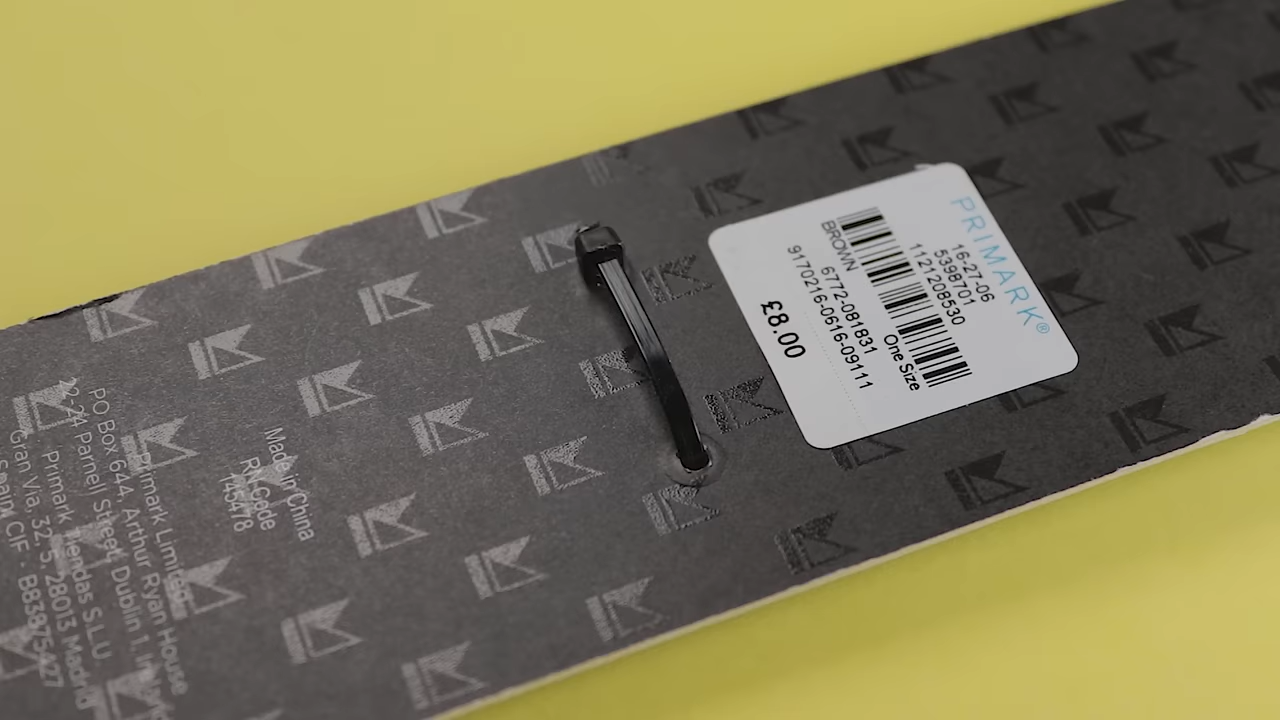 PRIMARK®
16-27-06
5398701
1121208530
One Size
BROWN
6772-081831
9170216-0616-09111
£8.00
Made in China
RN Code
145478
Primark Limited
PO Box 644, Arthur Ryan House
22-24 Parnell Street, Dublin 1,
Primark Tiendas S.L.U
Gran Via, 32, 5, 28013 Madrid
Spain CIF - B83875427